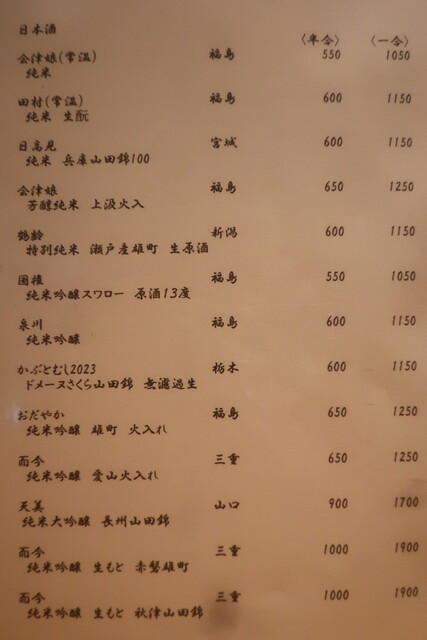 日本酒
〈半合〉 〈一合〉
会津娘(常温) 福島 550 1050
純米
田村(常温) 福島 600 1150
純米 生酛
日高見 宮城 600 1150
純米 兵庫山田錦100
会津娘 福島 650 1250
芳醇純米 上汲火入
鶴齢 新潟 600 1150
特別純米 瀬戸産雄町 生原酒
国権 福島 550 1050
純米吟醸スワロー 原酒13度
泉川 福島 600 1150
純米吟醸
かぶとむし2023 栃木 600 1150
ドメーヌさくら山田錦 無濾過生
おだやか 福島 650 1250
純米吟醸 雄町 火入れ
而今 三重 650 1250
純米吟醸 愛山火入れ
天美 山口 900 1700
純米大吟醸 長州山田錦
而今 三重 1000 1900
純米吟醸 生もと 赤磐雄町
而今 三重 1000 1900
純米吟醸 生もと 秋津山田錦